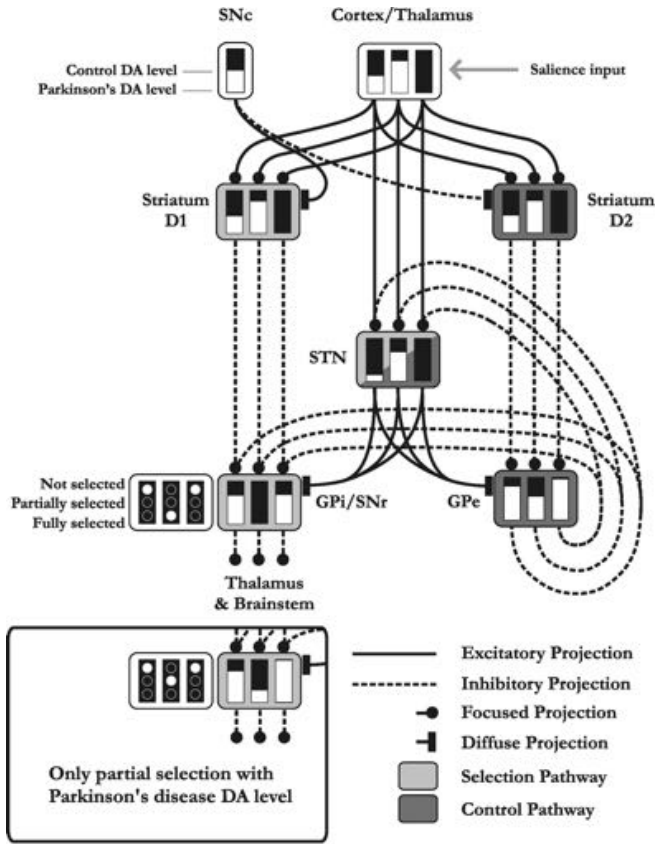 SNc
Cortex/Thalamus
Control DA level
Parkinson's DA level
Salience input
Striatum
D1
Striatum
D2
STN
Not selected
Partially selected
Fully selected
GPi/SNr
GPe
Thalamus
& Brainstem
Only partial selection with
Parkinson's disease DA level
Excitatory Projection
Inhibitory Projection
Focused Projection
Diffuse Projection
Selection Pathway
Control Pathway